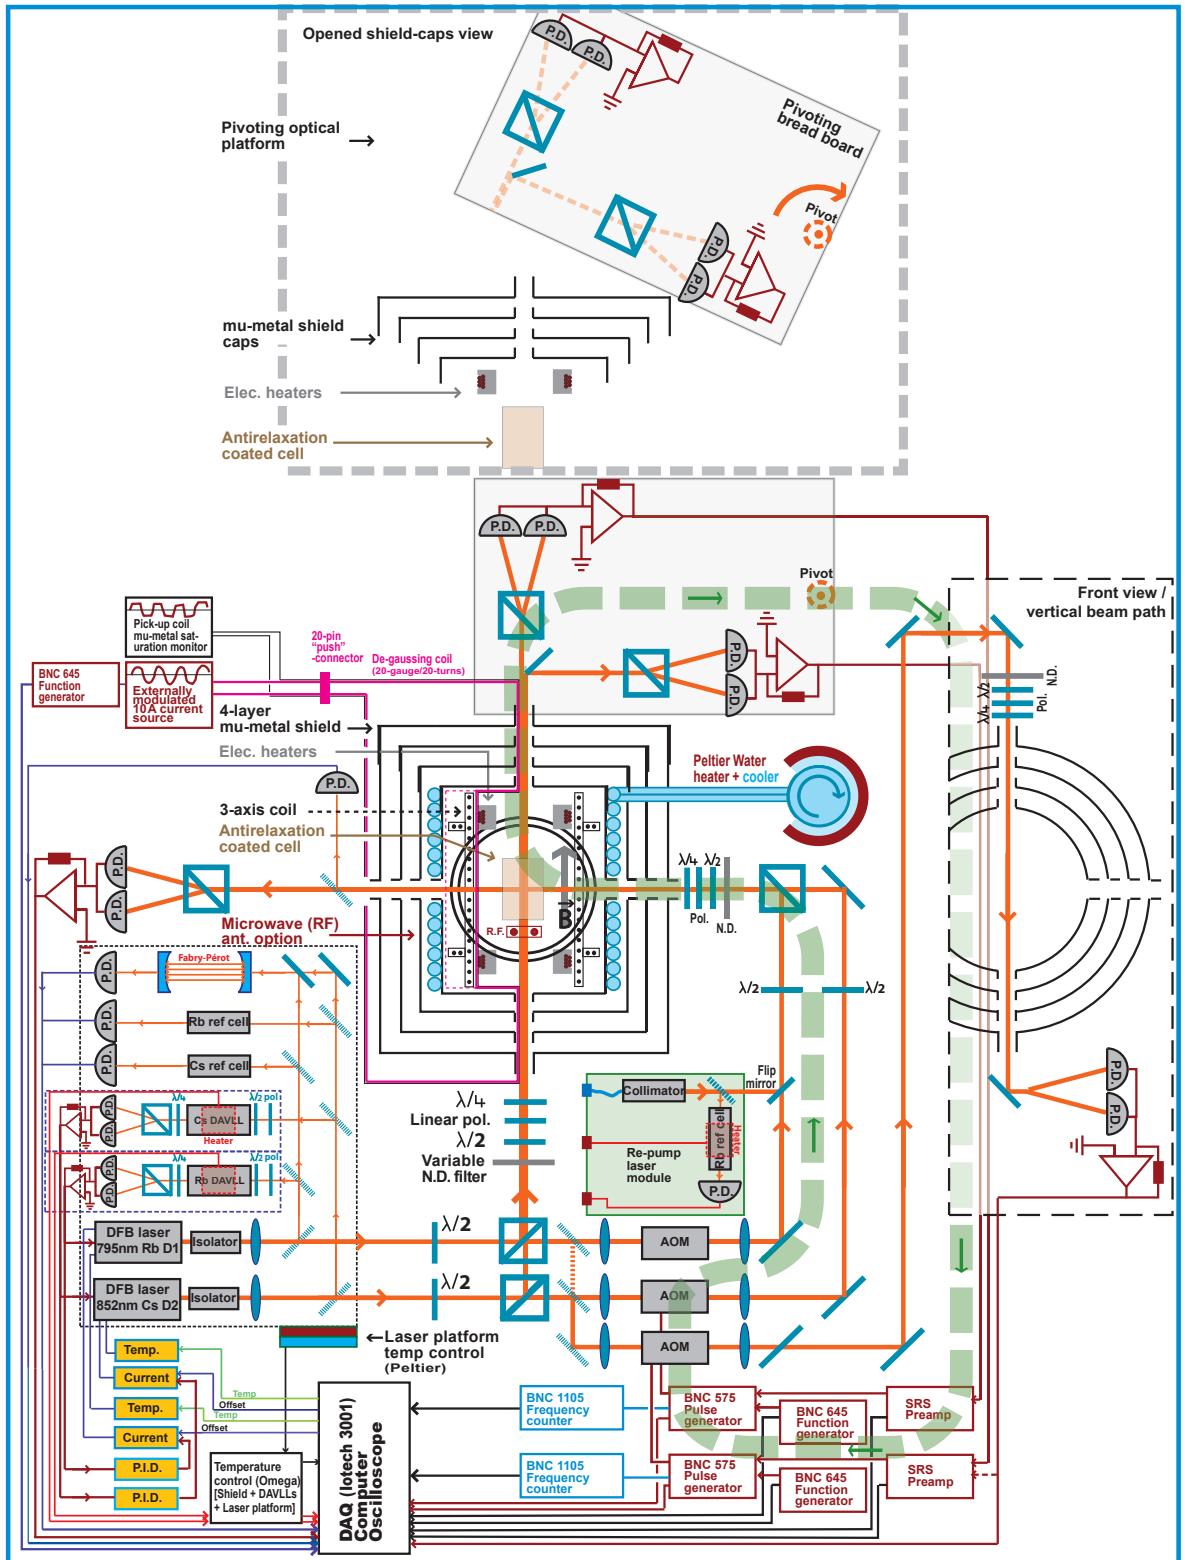 Opened shield-caps view
P.D.
P.D.
Pivoting
bread board
Pivoting optical
platform
Pivot
P.D.
P.D.
mu-metal shield
caps
Elec. heaters
Antirelaxation
coated cell
P.D.
P.D.
Pivot
Front view /
vertical beam path
Pick-up coil
mu-metal sat-
uration monitor
20-pin
"push"
-connector
De-gaussing coil
(20-gauge/20-turns)
P.D.
P.D.
BNC 645
Function
generator
Externally
modulated
10A current
source
λ/4 λ/2
Pol.
N.D.
4-layer
mu-metal shield
Elec. heaters
Peltier Water
heater + cooler
P.D.
3-axis coil
Antirelaxation
coated cell
P.D.
P.D.
λ/4 λ/2
Pol.
N.D.
B
R.F.
Microwave (RF)
ant. option
P.D.
Fabry-Pérot
λ/2
λ/2
P.D.
Rb ref cell
P.D.
Cs ref cell
P.D.
P.D.
Flip
mirror
Collimator
Rb ref cell
Heater
Re-pump
laser
module
P.D.
P.D.
P.D.
λ/4
Cs DAVLL
λ/2 pol.
Heater
λ/4
Linear pol.
λ/2
Variable
N.D. filter
P.D.
P.D.
λ/4
Rb DAVLL
λ/2 pol.
DFB laser
795nm Rb D1
Isolator
λ/2
AOM
DFB laser
852nm Cs D2
Isolator
λ/2
AOM
AOM
Laser platform
temp control
(Peltier)
Temp.
Current
Temp.
Current
P.I.D.
P.I.D.
Temp
Offset
Temp
Offset
Temperature
control (Omega)
[Shield + DAVLLs
+ Laser platform]
DAQ (Iotech 3001)
Computer
Oscilloscope
BNC 1105
Frequency
counter
BNC 575
Pulse
generator
BNC 645
Function
generator
SRS
Preamp
BNC 1105
Frequency
counter
BNC 575
Pulse
generator
BNC 645
Function
generator
SRS
Preamp